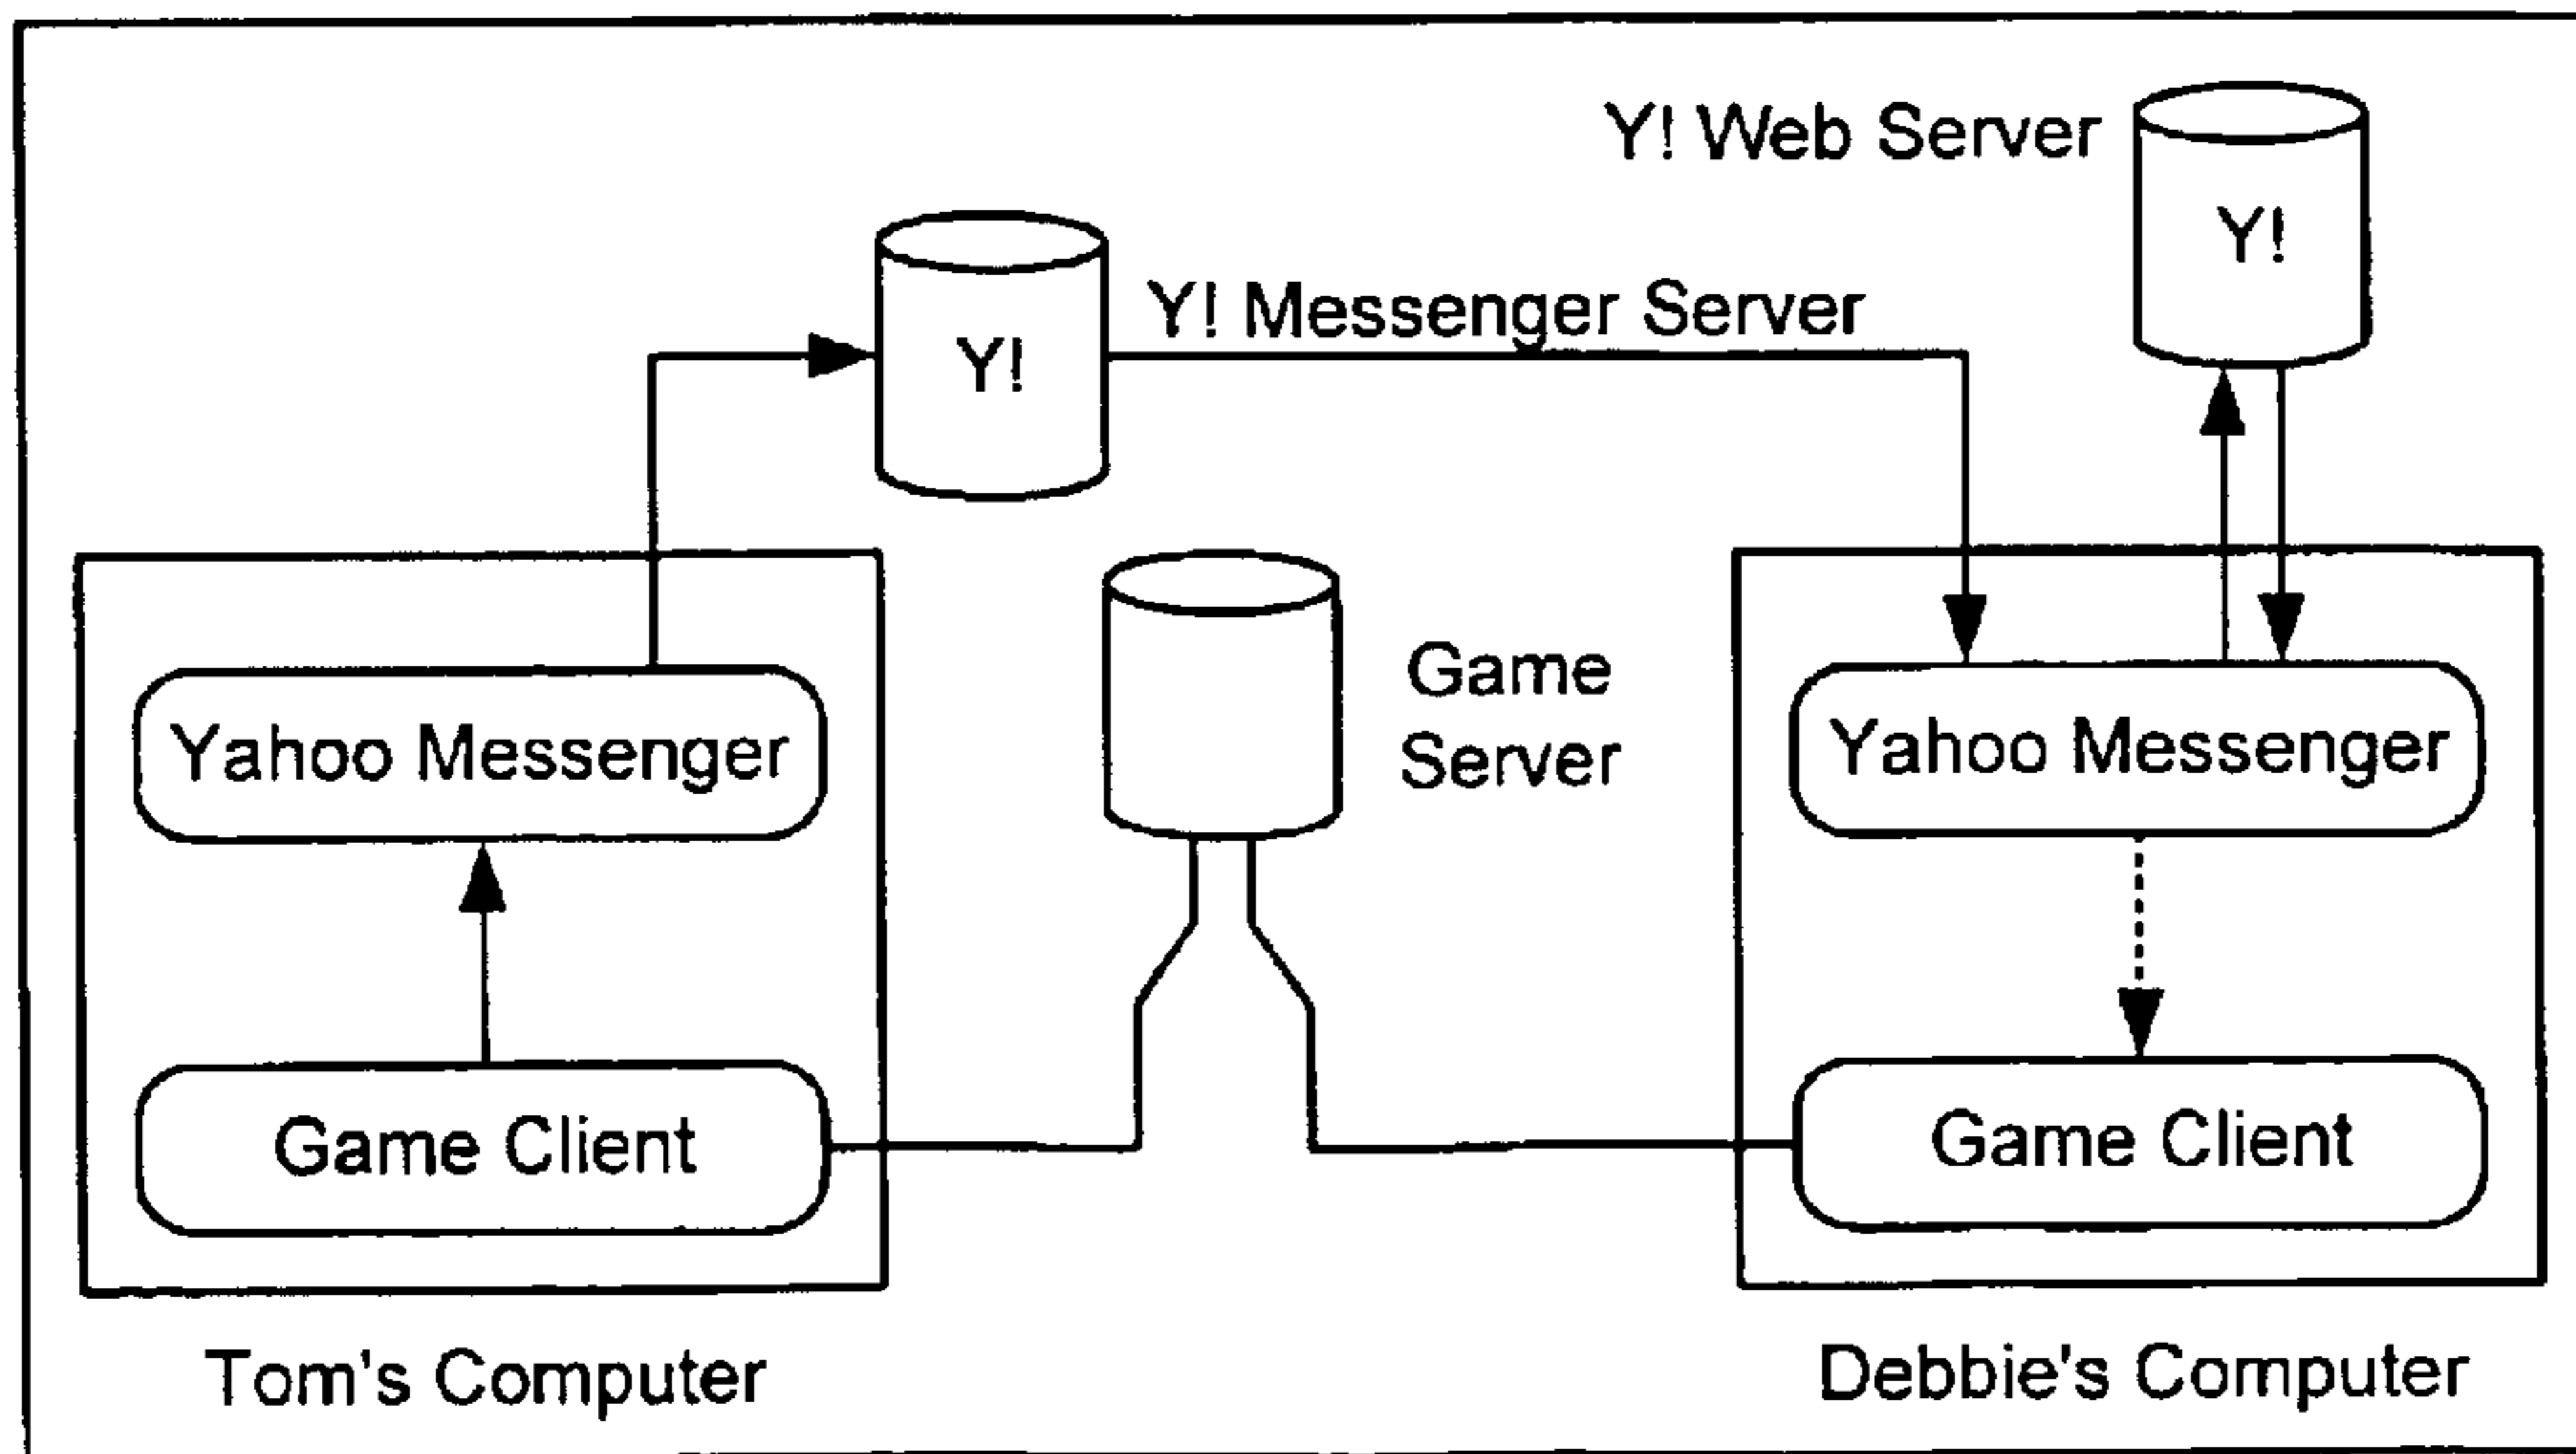 Y! Web Server
Y!
Y! Messenger Server
Y!
Game
Server
Yahoo Messenger
Yahoo Messenger
Game Client
Game Client
Tom's Computer
Debbie's Computer